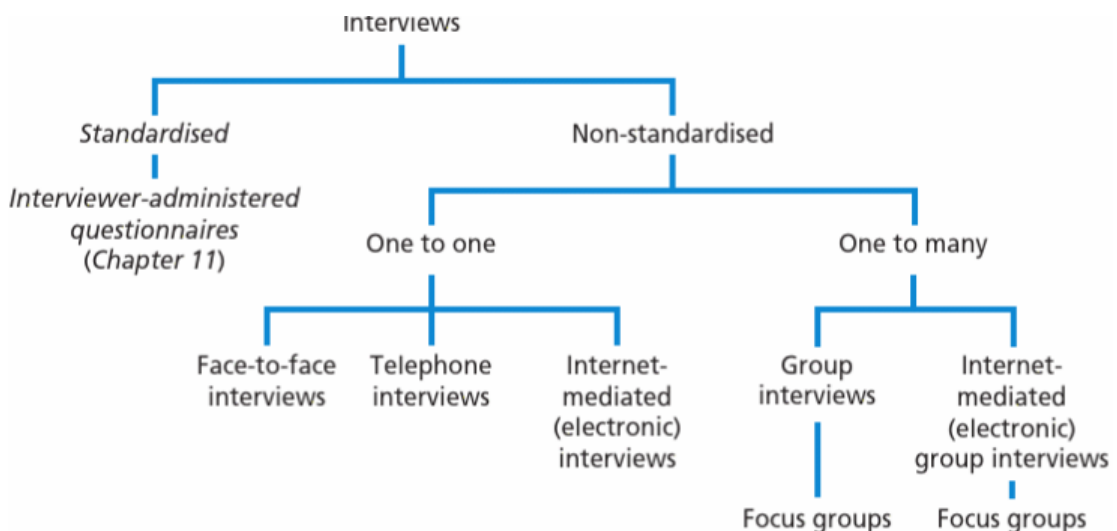 Interviews
Standardised
Non-standardised
Interviewer-administered
questionnaires
(Chapter 11)
One to one
One to many
Face-to-face
interviews
Telephone
interviews
Internet-
mediated
(electronic)
interviews
Group
interviews
Internet-
mediated
(electronic)
group interviews
Focus groups
Focus groups